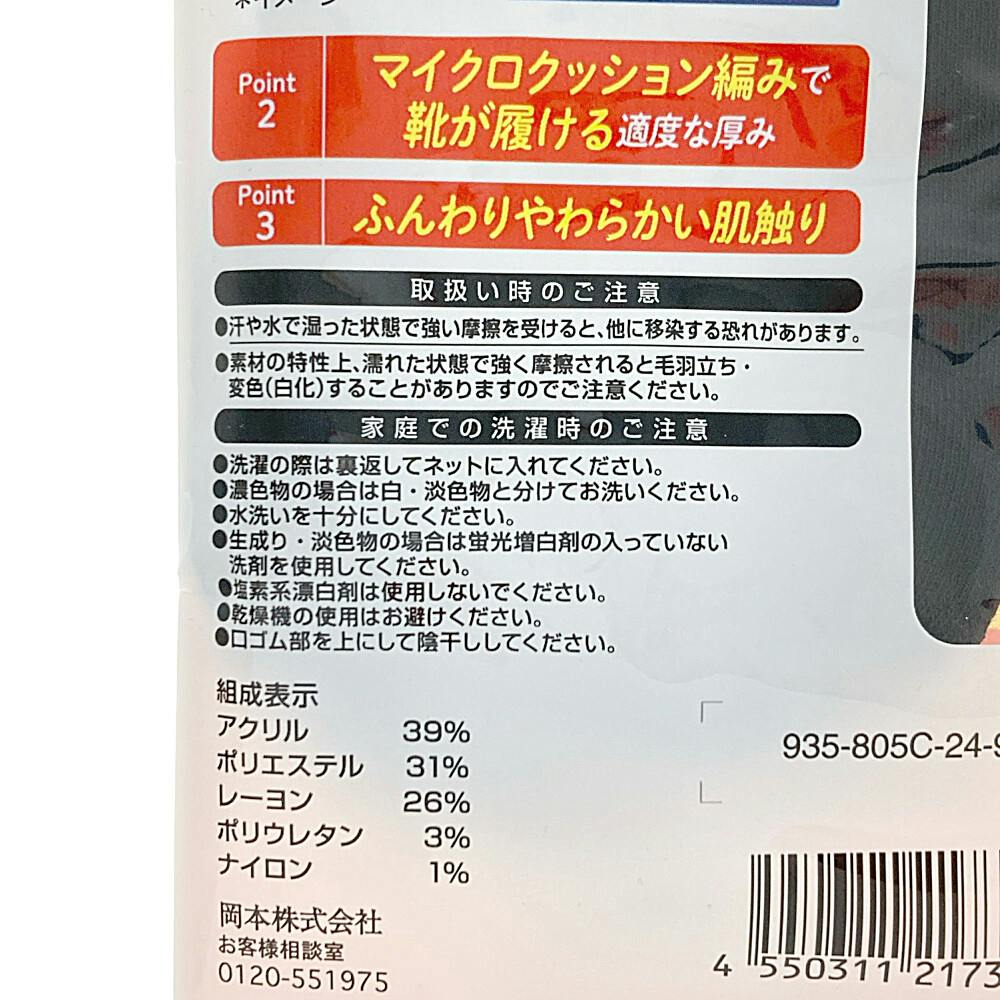 Point
2
マイクロクッション編みで
靴が履ける適度な厚み
Point
3
ふんわりやわらかい肌触り
取扱い時のご注意
●汗や水で湿った状態で強い摩擦を受けると、他に移染する恐れがあります。
●素材の特性上、濡れた状態で強く摩擦されると毛羽立ち・
変色(白化)することがありますのでご注意ください。
家庭での洗濯時のご注意
●洗濯の際は裏返してネットに入れてください。
●濃色物の場合は白・淡色物と分けてお洗いください。
●水洗いを十分にしてください。
●生成り・淡色物の場合は蛍光増白剤の入っていない
洗剤を使用してください。
●塩素系漂白剤は使用しないでください。
●乾燥機の使用はお避けください。
●口ゴム部を上にして陰干ししてください。
組成表示
アクリル 39%
ポリエステル 31%
レーヨン 26%
ポリウレタン 3%
ナイロン 1%
935-805C-24-9
岡本株式会社
お客様相談室
0120-551975
4 550311 2173